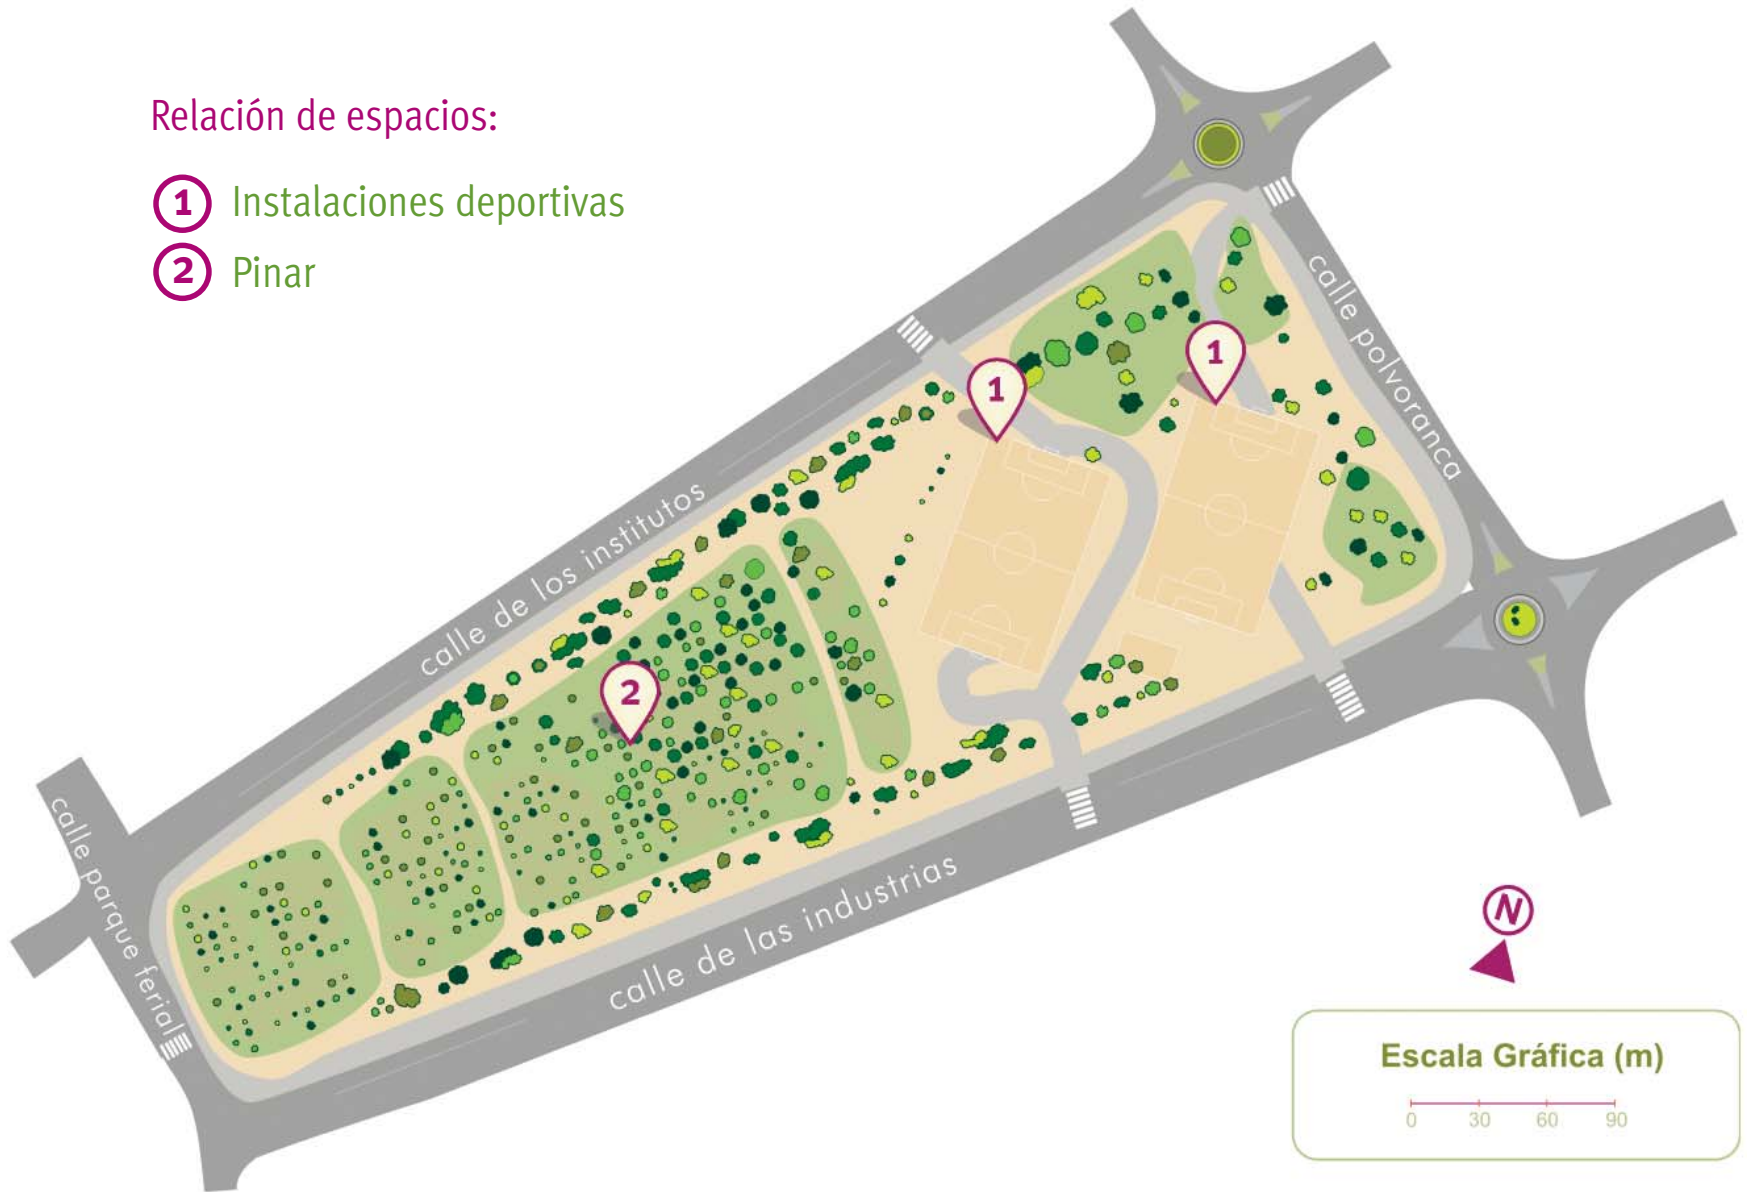 Relación de espacios:
1 Instalaciones deportivas
2 Pinar
calle polvoranca
1
1
calle de los institutos
2
calle parque ferial
calle de las industrias
N
Escala Gráfica (m)
0 30 60 90